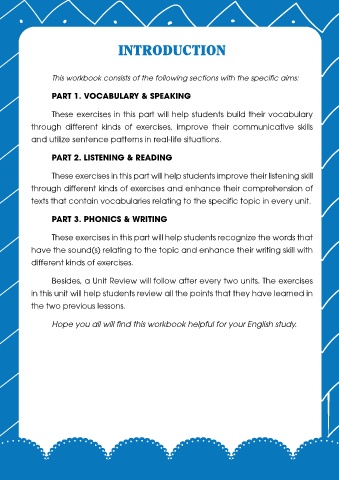 INTRODUCTION
This workbook consists of the following sections with the specific aims:
PART 1. VOCABULARY & SPEAKING
These exercises in this part will help students build their vocabulary
through different kinds of exercises, improve their communicative skills
and utilize sentence patterns in real-life situations.
PART 2. LISTENING & READING
These exercises in this part will help students improve their listening skill
through different kinds of exercises and enhance their comprehension of
texts that contain vocabularies relating to the specific topic in every unit.
PART 3. PHONICS & WRITING
These exercises in this part will help students recognize the words that
have the sound(s) relating to the topic and enhance their writing skill with
different kinds of exercises.
Besides, a Unit Review will follow after every two units. The exercises
in this unit will help students review all the points that they have learned in
the two previous lessons.
Hope you all will find this workbook helpful for your English study.